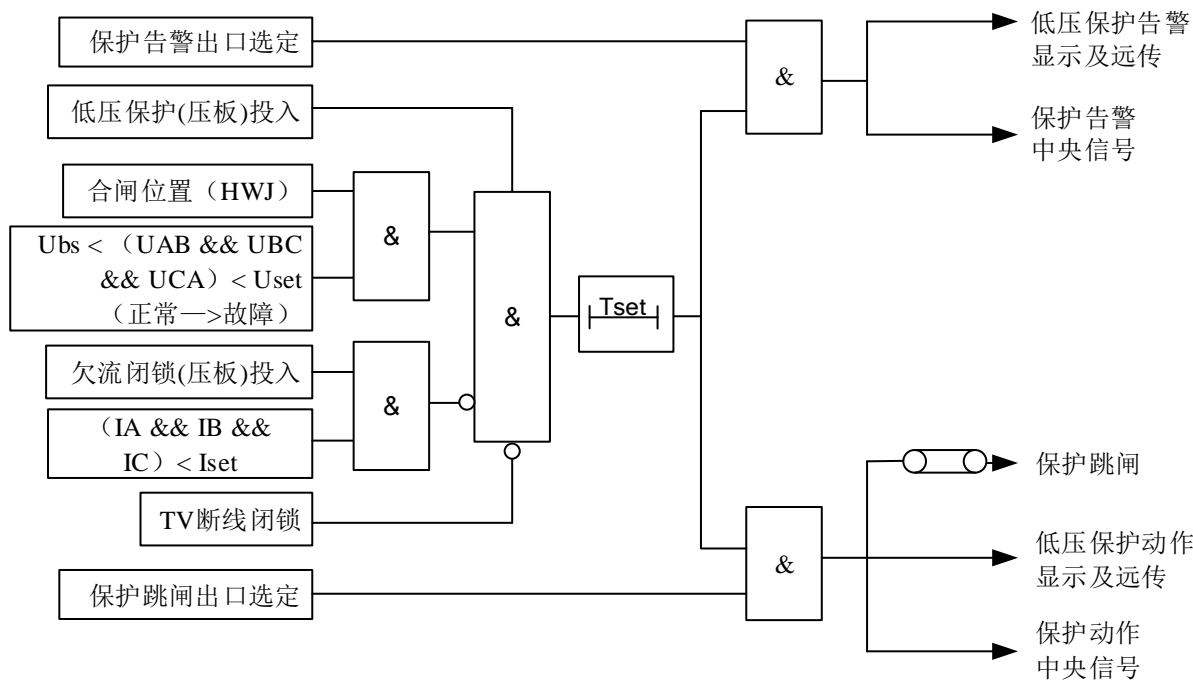 保护告警出口选定
低压保护(压板)投入
合闸位置（HWJ）
Ubs <（UAB && UBC
&& UCA）< Uset
（正常—>故障）
欠流闭锁(压板)投入
（IA && IB &&
IC）< Iset
TV断线闭锁
保护跳闸出口选定
&
&
&
Tset
&
&
低压保护告警
显示及远传
保护告警
中央信号
保护跳闸
低压保护动作
显示及远传
保护动作
中央信号